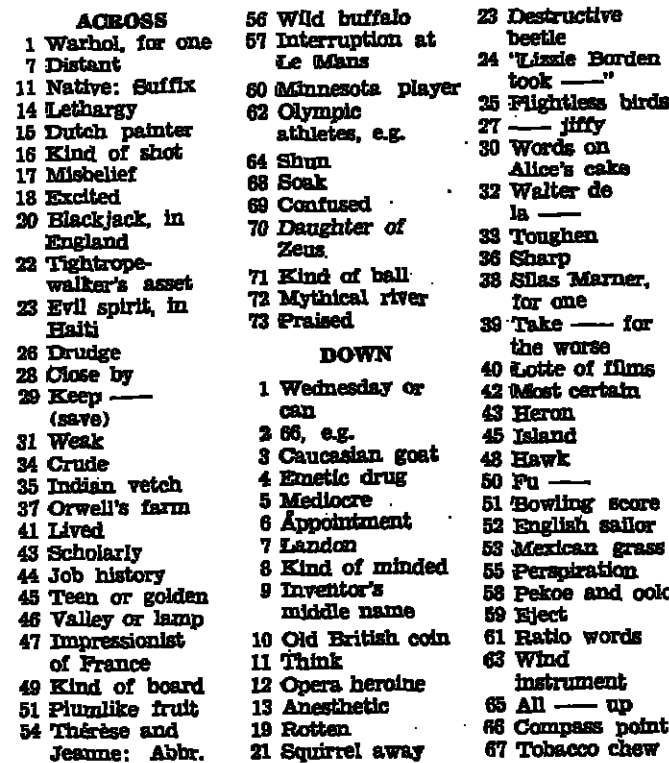 ACROSS
1 Warhol, for one
7 Distant
11 Native: Suffix
14 Lethargy
15 Dutch painter
16 Kind of shot
17 Misbelief
18 Excited
20 Blackjack, in
England
22 Tightrope-
walker's asset
23 Evil spirit, in
Haiti
26 Drudge
28 Close by
29 Keep ——
(save)
31 Weak
34 Crude
35 Indian vetch
37 Orwell's farm
41 Lived
43 Scholarly
44 Job history
45 Teen or golden
46 Valley or lamp
47 Impressionist
of France
49 Kind of board
51 Plumlike fruit
54 Thérèse and
Jeanne: Abbr.
56 Wild buffalo
57 Interruption at
Le Mans
60 Minnesota player
62 Olympic
athletes, e.g.
64 Shun
68 Soak
69 Confused
70 Daughter of
Zeus
71 Kind of ball
72 Mythical river
73 Praised
DOWN
1 Wednesday or
can
2 66, e.g.
3 Caucasian goat
4 Emetic drug
5 Mediocre
6 Appointment
7 Landon
8 Kind of minded
9 Inventor's
middle name
10 Old British coin
11 Think
12 Opera heroine
13 Anesthetic
19 Rotten
21 Squirrel away
23 Destructive
beetle
24 "Lizzie Borden
took ——"
25 Flightless birds
27 —— jiffy
30 Words on
Alice's cake
32 Walter de
la ——
33 Toughen
36 Sharp
38 Silas Marner,
for one
39 Take —— for
the worse
40 Lotte of films
42 Most certain
43 Heron
45 Island
48 Hawk
50 Fu ——
51 Bowling score
52 English sailor
53 Mexican grass
55 Perspiration
58 Pekoe and oolo
59 Eject
61 Ratio words
63 Wind
instrument
65 All —— up
66 Compass point
67 Tobacco chew